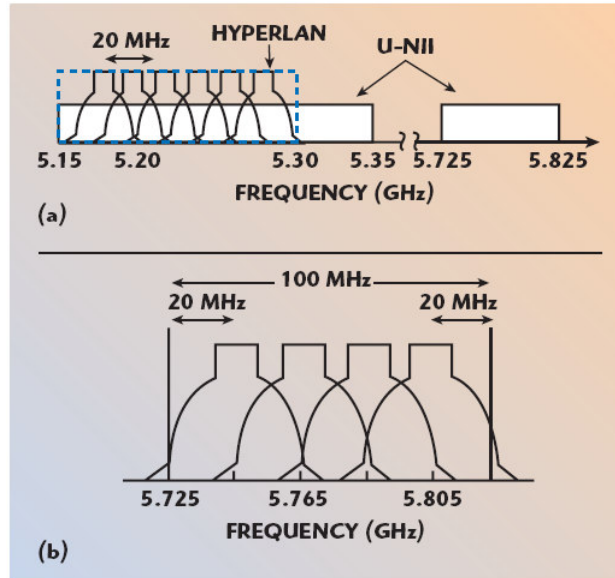 HYPERLAN
20 MHz
U-NII
5.15 5.20 5.30 5.35 5.725 5.825
FREQUENCY (GHz)
(a)
100 MHz
20 MHz 20 MHz
5.725 5.765 5.805
FREQUENCY (GHz)
(b)